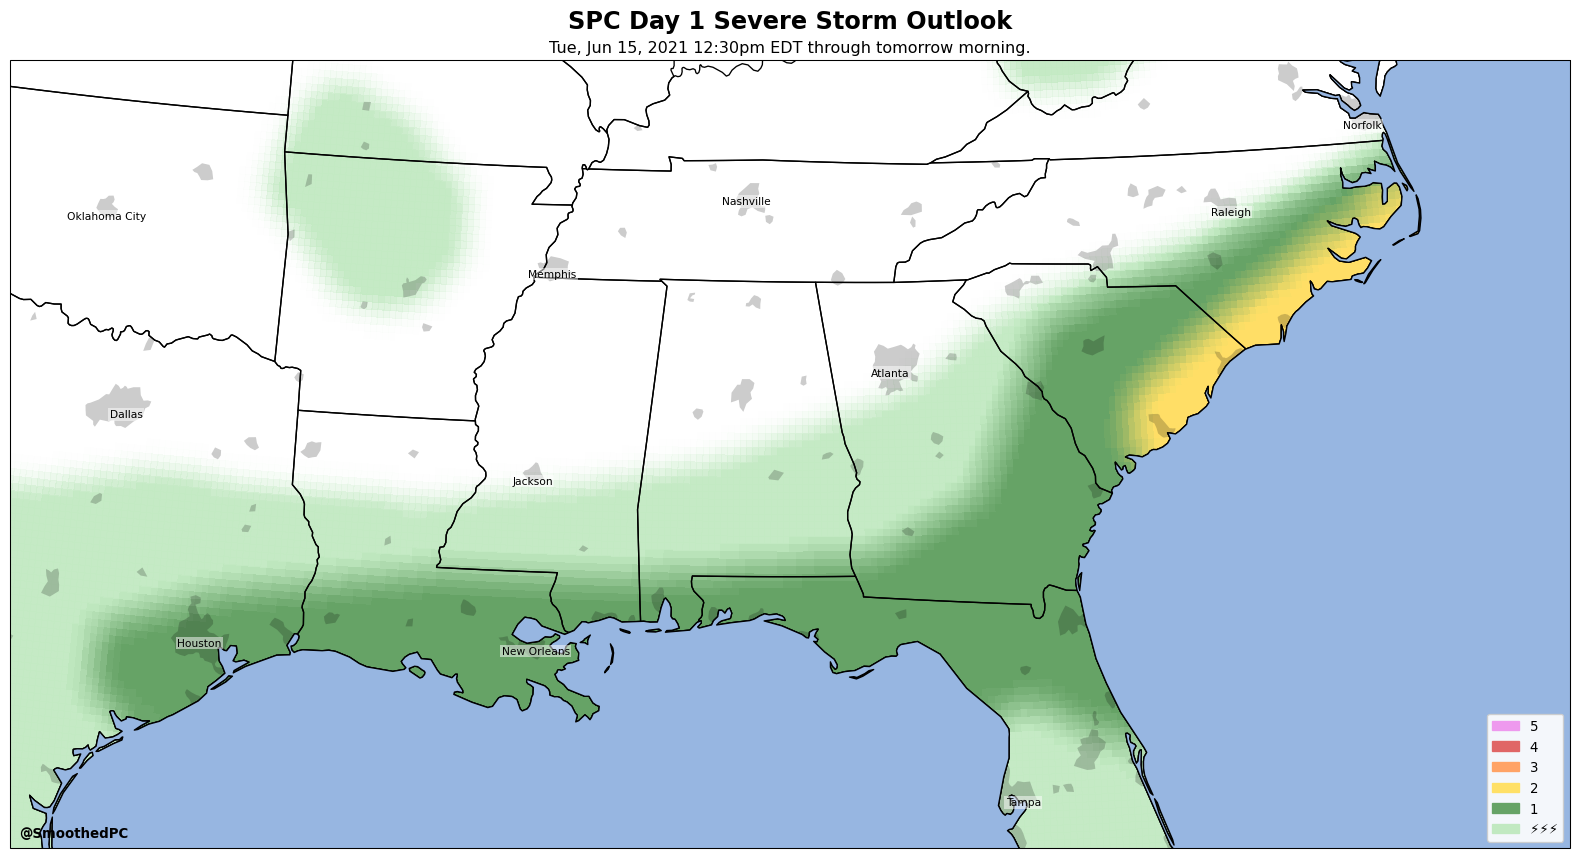 SPC Day 1 Severe Storm Outlook
Tue, Jun 15, 2021 12:30pm EDT through tomorrow morning.
Norfolk
Nashville
Raleigh
Oklahoma City
Memphis
Atlanta
Dallas
Jackson
Houston
New Orleans
Tampa
5
4
3
2
1
⚡⚡⚡
@SmoothedPC